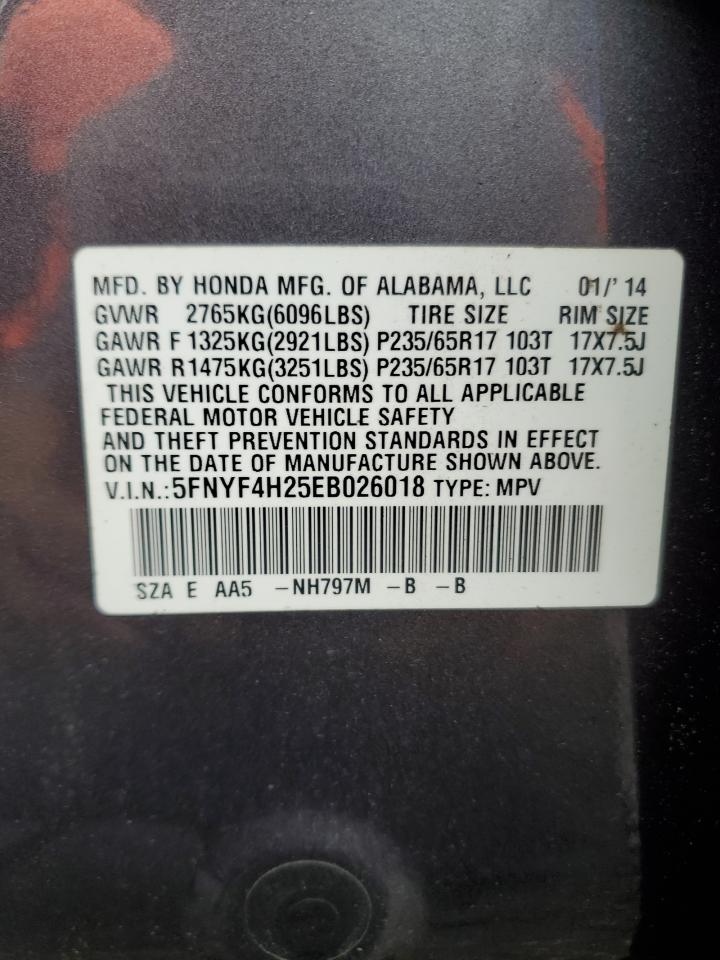 MFD. BY HONDA MFG. OF ALABAMA, LLC 01/'14
GVWR 2765KG(6096LBS) TIRE SIZE RIM SIZE
GAWR F 1325KG(2921LBS) P235/65R17 103T 17X7.5J
GAWR R1475KG(3251LBS) P235/65R17 103T 17X7.5J
THIS VEHICLE CONFORMS TO ALL APPLICABLE
FEDERAL MOTOR VEHICLE SAFETY
AND THEFT PREVENTION STANDARDS IN EFFECT
ON THE DATE OF MANUFACTURE SHOWN ABOVE.
V.I.N.:5FNYF4H25EB026018 TYPE: MPV
SZA E AA5 -NH797M -B -B